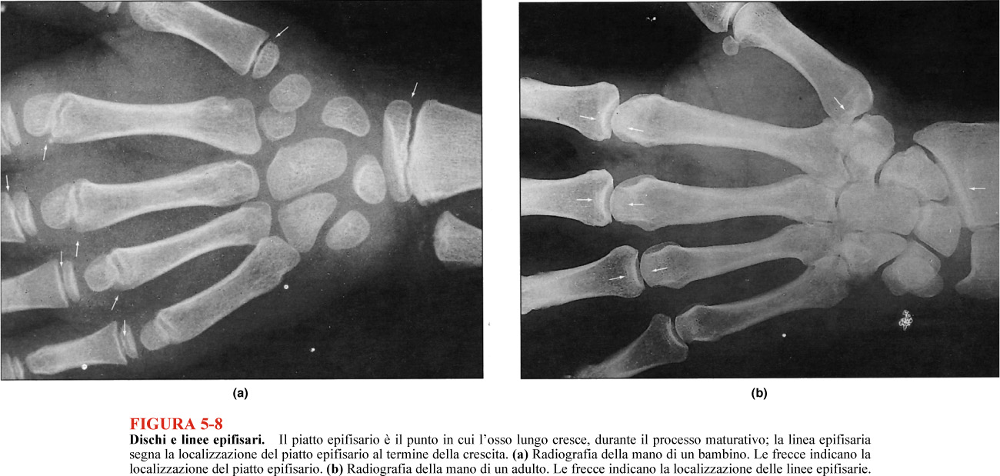 (a)
(b)
FIGURA 5-8
Dischi e linee epifisari. Il piatto epifisario è il punto in cui l’osso lungo cresce, durante il processo maturativo; la linea epifisaria
segna la localizzazione del piatto epifisario al termine della crescita. (a) Radiografia della mano di un bambino. Le frecce indicano la
localizzazione del piatto epifisario. (b) Radiografia della mano di un adulto. Le frecce indicano la localizzazione delle linee epifisarie.